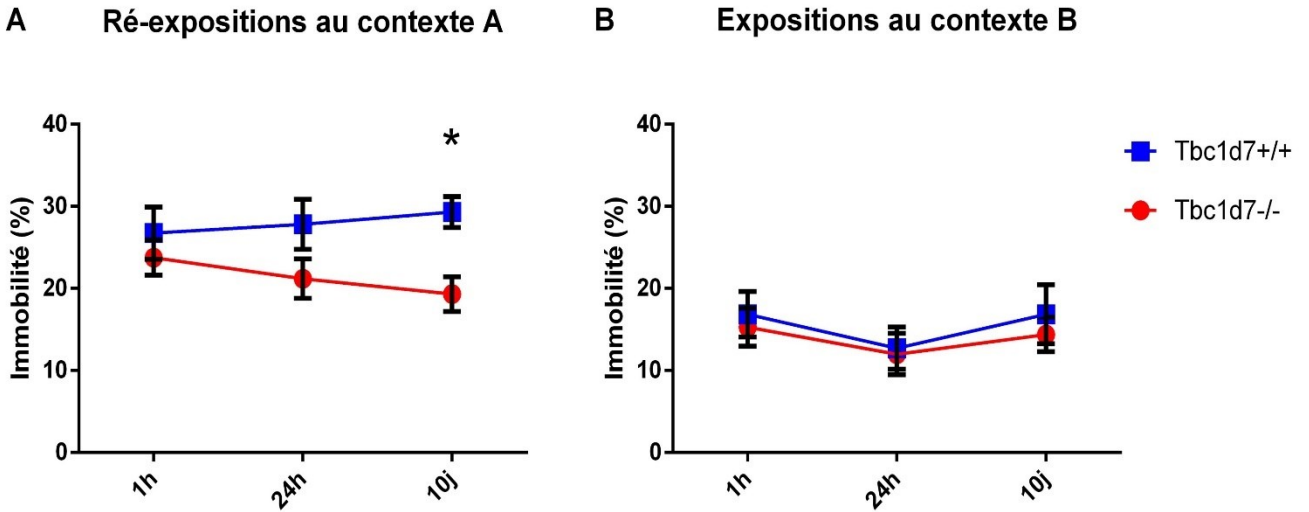 A Ré-expositions au contexte A
*
Immobilité (%)
40
30
20
10
0
1h 24h 10j
B Expositions au contexte B
Immobilité (%)
40
30
20
10
0
1h 24h 10j
Tbc1d7+/+
Tbc1d7-/-